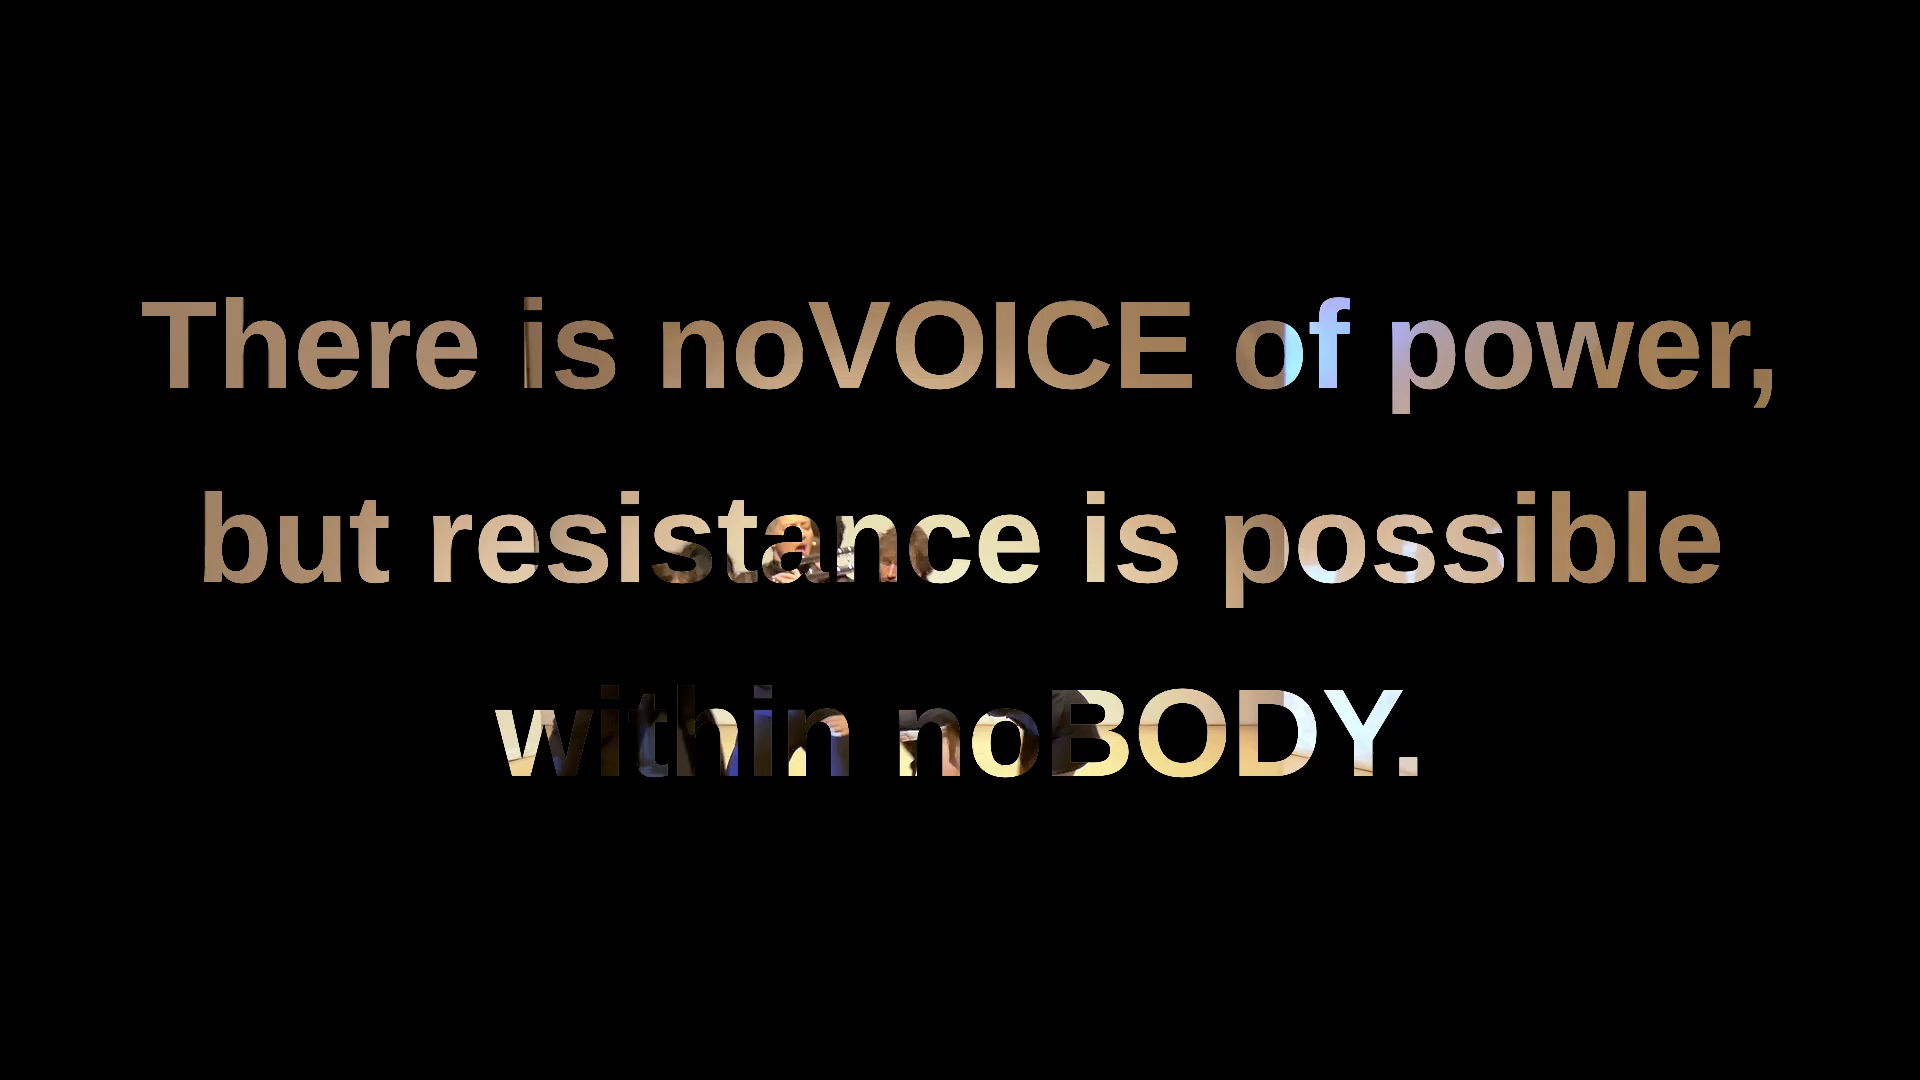 There is noVOICE of power,
but resistance is possible
within noBODY.